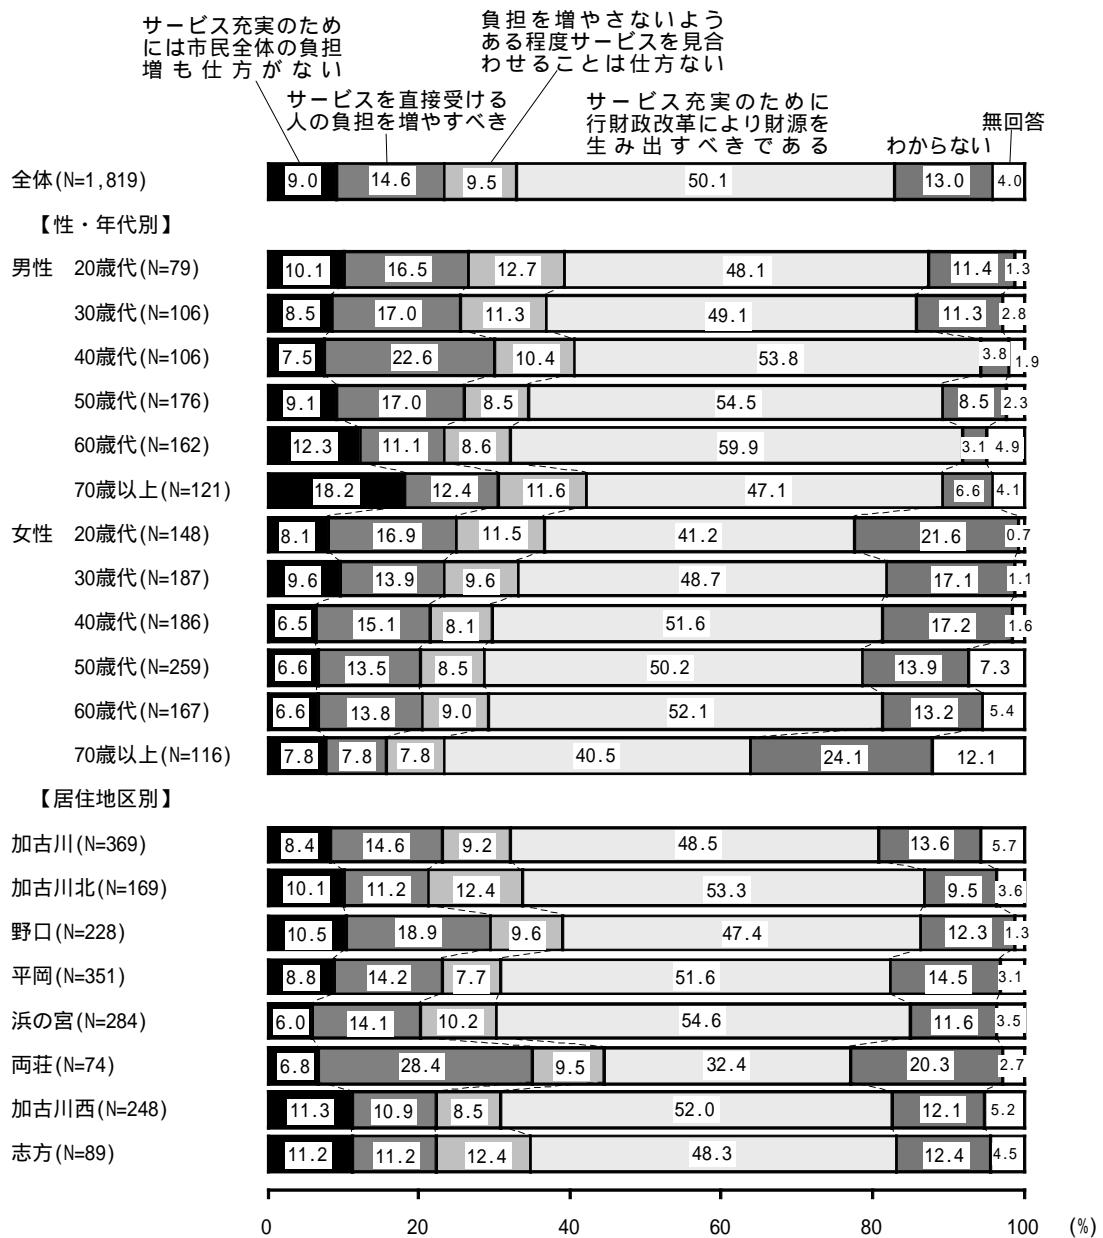 サービス充実のため
には市民全体の負担
増も仕方がない
負担を増やさないよう
ある程度サービスを見合
わせることは仕方ない
サービスを直接受ける
人の負担を増やすべき
サービス充実のために
行財政改革により財源を
生み出すべきである
わからない
無回答
全体(N=1,819) 9.0 14.6 9.5 50.1 13.0 4.0
【性・年代別】
男性 20歳代(N=79) 10.1 16.5 12.7 48.1 11.4 1.3
30歳代(N=106) 8.5 17.0 11.3 49.1 11.3 2.8
40歳代(N=106) 7.5 22.6 10.4 53.8 3.8 1.9
50歳代(N=176) 9.1 17.0 8.5 54.5 8.5 2.3
60歳代(N=162) 12.3 11.1 8.6 59.9 3.1 4.9
70歳以上(N=121) 18.2 12.4 11.6 47.1 6.6 4.1
女性 20歳代(N=148) 8.1 16.9 11.5 41.2 21.6 0.7
30歳代(N=187) 9.6 13.9 9.6 48.7 17.1 1.1
40歳代(N=186) 6.5 15.1 8.1 51.6 17.2 1.6
50歳代(N=259) 6.6 13.5 8.5 50.2 13.9 7.3
60歳代(N=167) 6.6 13.8 9.0 52.1 13.2 5.4
70歳以上(N=116) 7.8 7.8 7.8 40.5 24.1 12.1
【居住地区別】
加古川(N=369) 8.4 14.6 9.2 48.5 13.6 5.7
加古川北(N=169) 10.1 11.2 12.4 53.3 9.5 3.6
野口(N=228) 10.5 18.9 9.6 47.4 12.3 1.3
平岡(N=351) 8.8 14.2 7.7 51.6 14.5 3.1
浜の宮(N=284) 6.0 14.1 10.2 54.6 11.6 3.5
両荘(N=74) 6.8 28.4 9.5 32.4 20.3 2.7
加古川西(N=248) 11.3 10.9 8.5 52.0 12.1 5.2
志方(N=89) 11.2 11.2 12.4 48.3 12.4 4.5
0 20 40 60 80 100 (%)